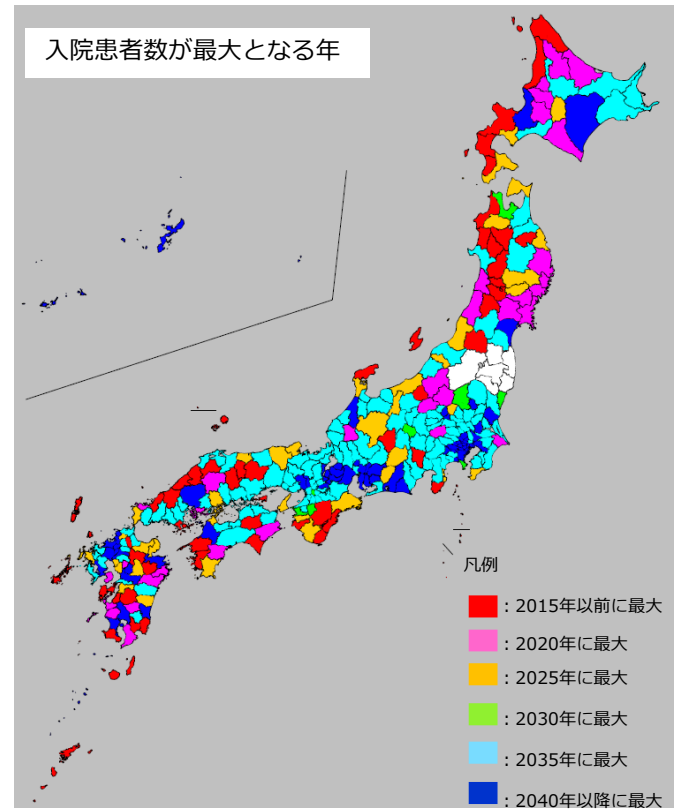 入院患者数が最大となる年
凡例
：2015年以前に最大
：2020年に最大
：2025年に最大
：2030年に最大
：2035年に最大
：2040年以降に最大